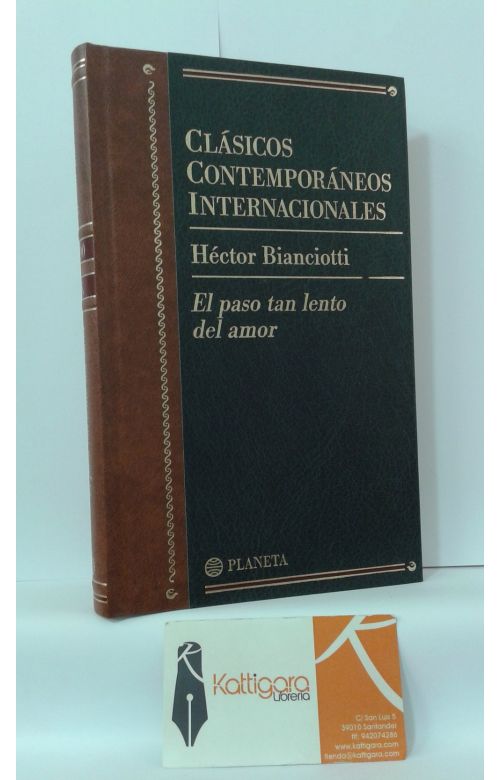 CLÁSICOS
CONTEMPORÁNEOS
INTERNACIONALES
Héctor Bianciotti
El paso tan lento
del amor
PLANETA
Kattigara
Librería
C/ San Luis 5
39010 Santander
tlf: 942074286
www.kattigara.com
tienda@kattigara.com